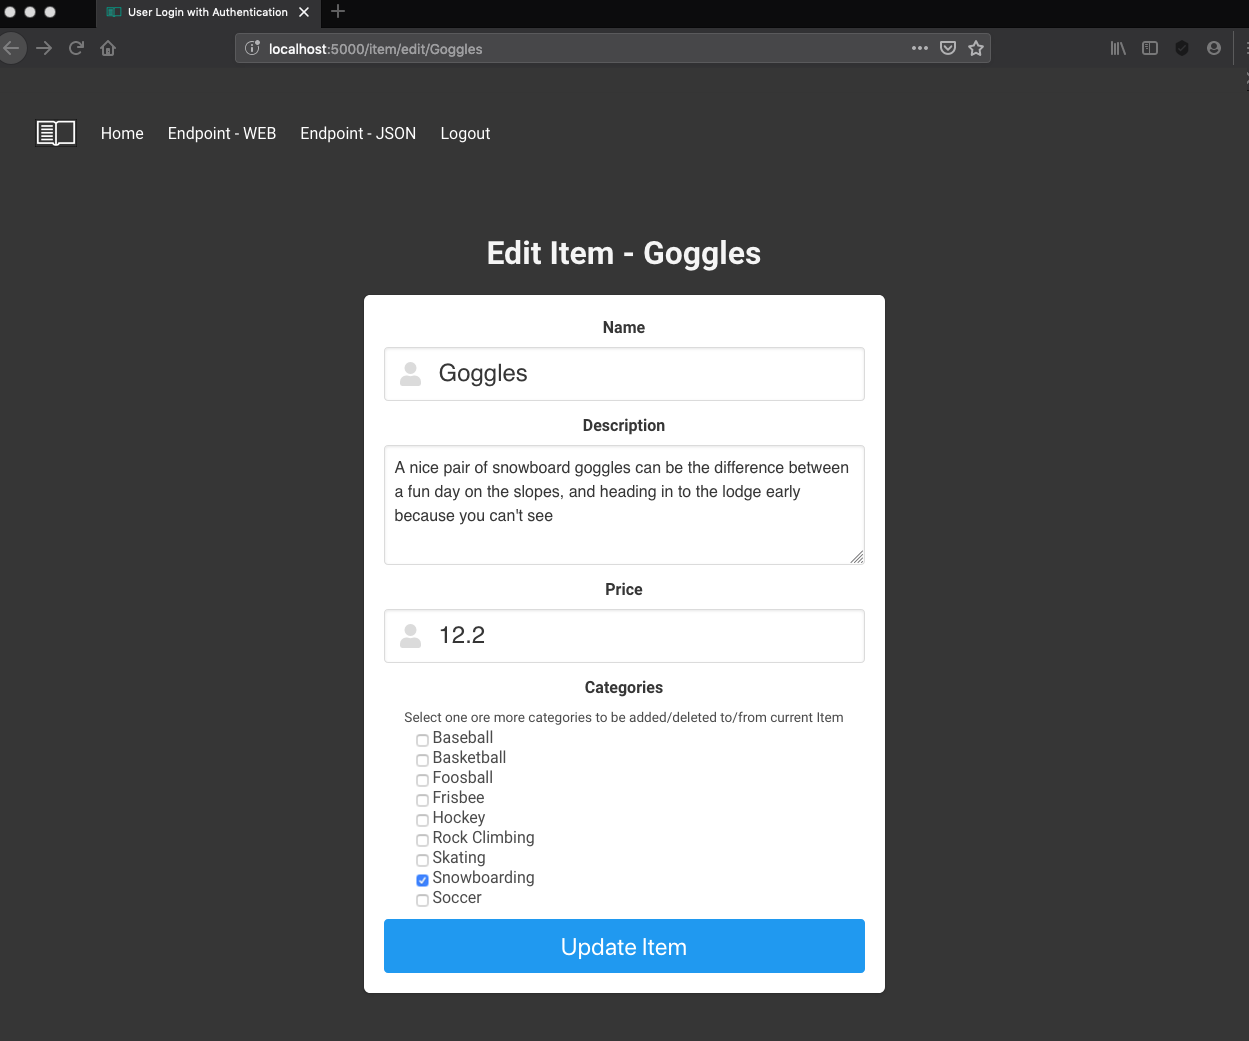 User Login with Authentication
localhost:5000/item/edit/Goggles
Home Endpoint - WEB Endpoint - JSON Logout
Edit Item - Goggles
Name
Goggles
Description
A nice pair of snowboard goggles can be the difference between
a fun day on the slopes, and heading in to the lodge early
because you can't see
Price
12.2
Categories
Select one ore more categories to be added/deleted to/from current Item
Baseball
Basketball
Foosball
Frisbee
Hockey
Rock Climbing
Skating
Snowboarding
Soccer
Update Item